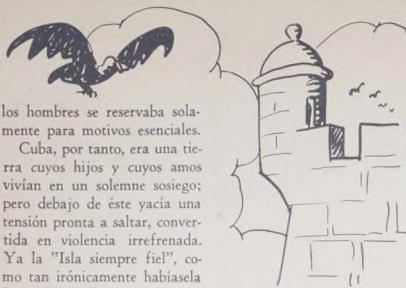 los hombres se reservaba sola-
mente para motivos esenciales.
Cuba, por tanto, era una tie-
rra cuyos hijos y cuyos amos
vivían en un solemne sosiego;
pero debajo de éste yacía una
tensión pronta a saltar, conver-
tida en violencia irrefrenada.
Ya la "Isla siempre fiel", co-
mo tan irónicamente habíasela